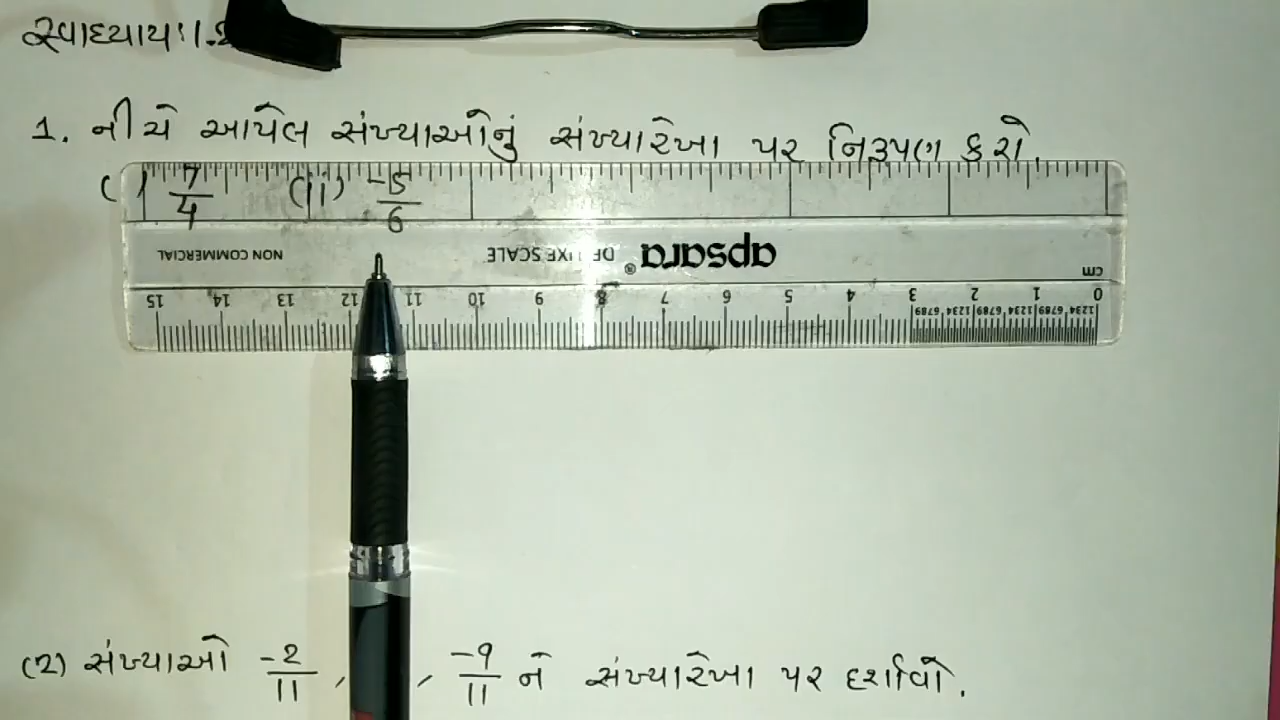 સ્વાધ્યાય:1.2
1. નીચે આપેલ સંખ્યાઓનું સંખ્યારેખા પર નિરૂપણ કરો.
(i) 7/4 (ii) -5/6
NON COMMERCIAL DELUXE SCALE ® apsara cm
15 14 13 12 11 10 9 8 7 6 5 4 3 2 1 0
(2) સંખ્યાઓ -2/11 , , -9/11 ને સંખ્યારેખા પર દર્શાવો.